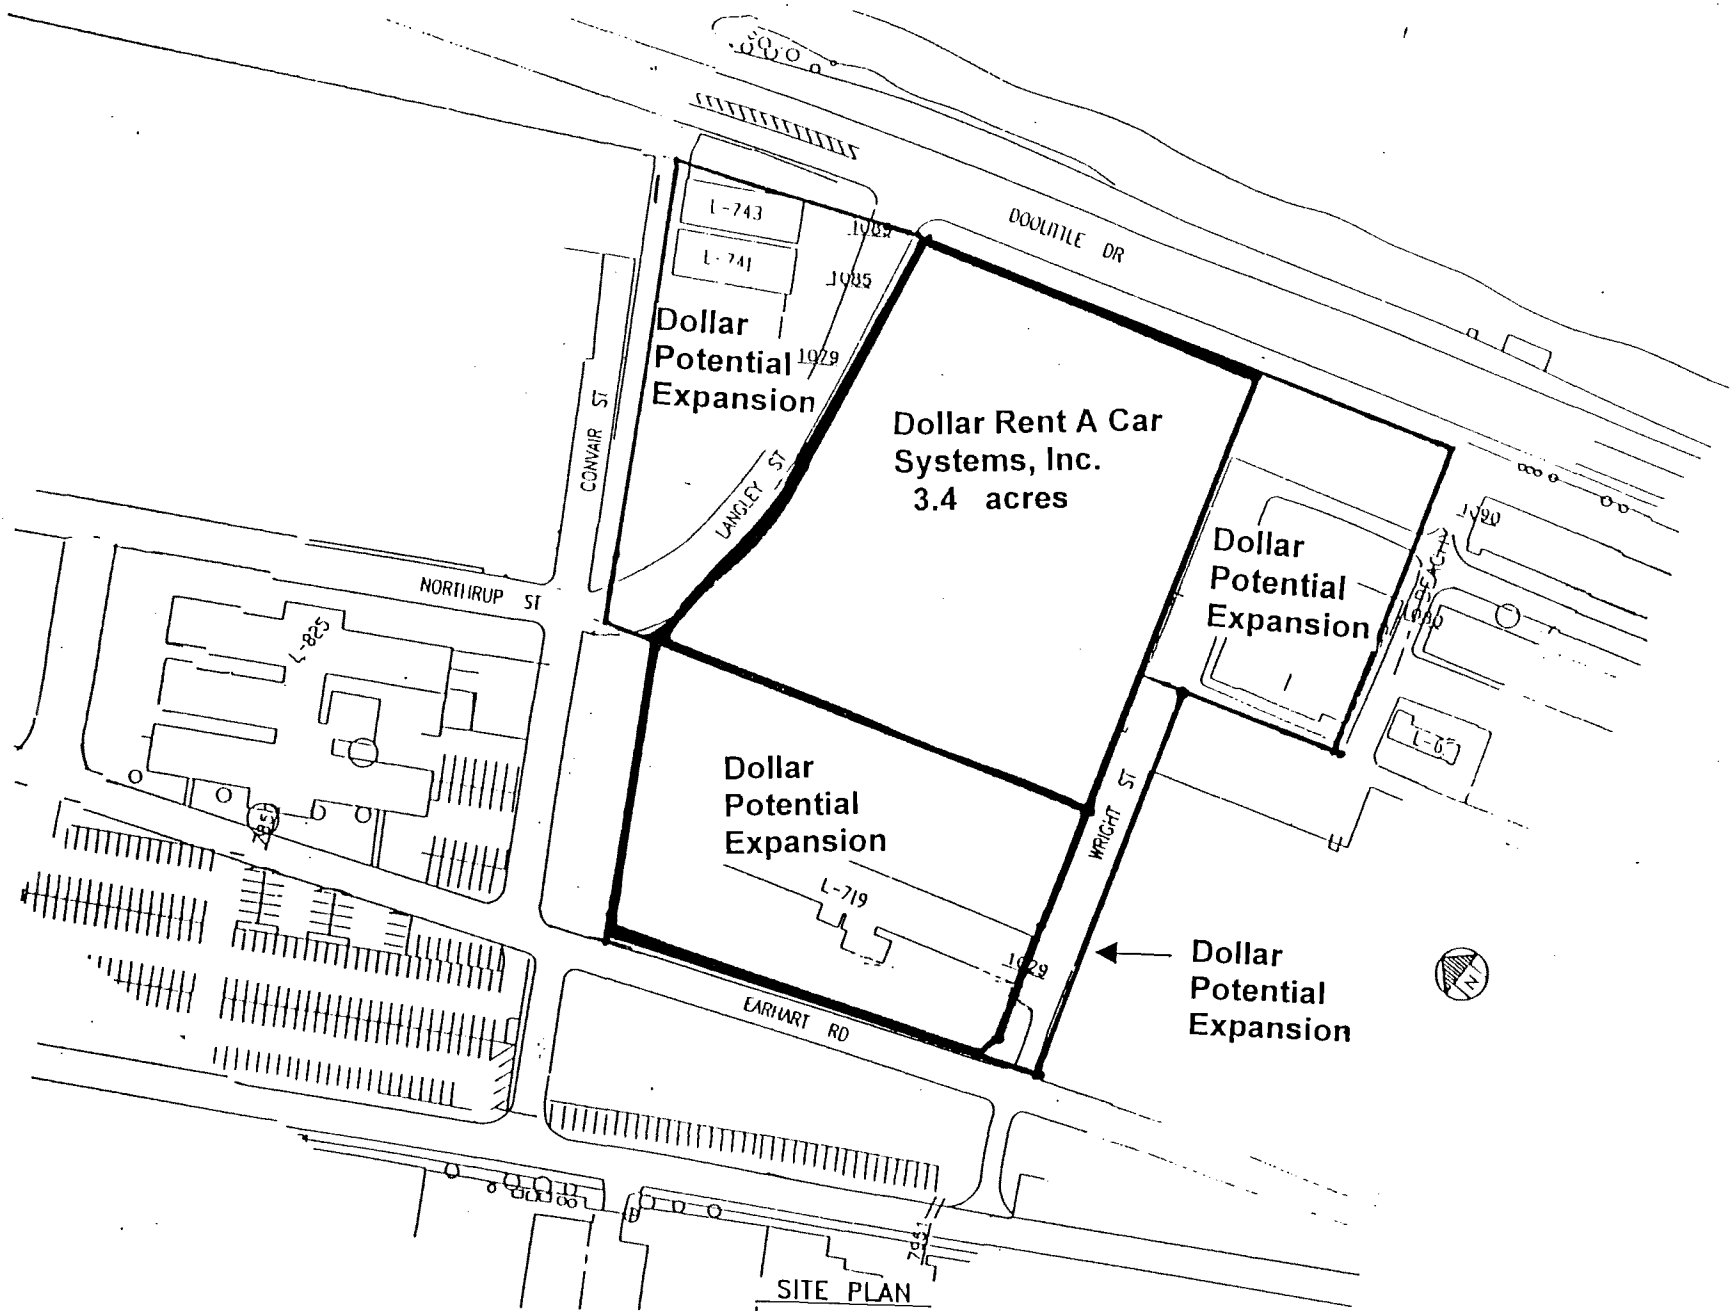 DOOLITTLE DR
L-743
L-741
1085
1029
Dollar
Potential
Expansion
CONVAIR ST
LANGLEY ST
Dollar Rent A Car
Systems, Inc.
3.4 acres
1090
Dollar
Potential
Expansion
NORTHRUP ST
L-825
Dollar
Potential
Expansion
L-719
WRIGHT ST
1029
Dollar
Potential
Expansion
N
EARHART RD
SITE PLAN